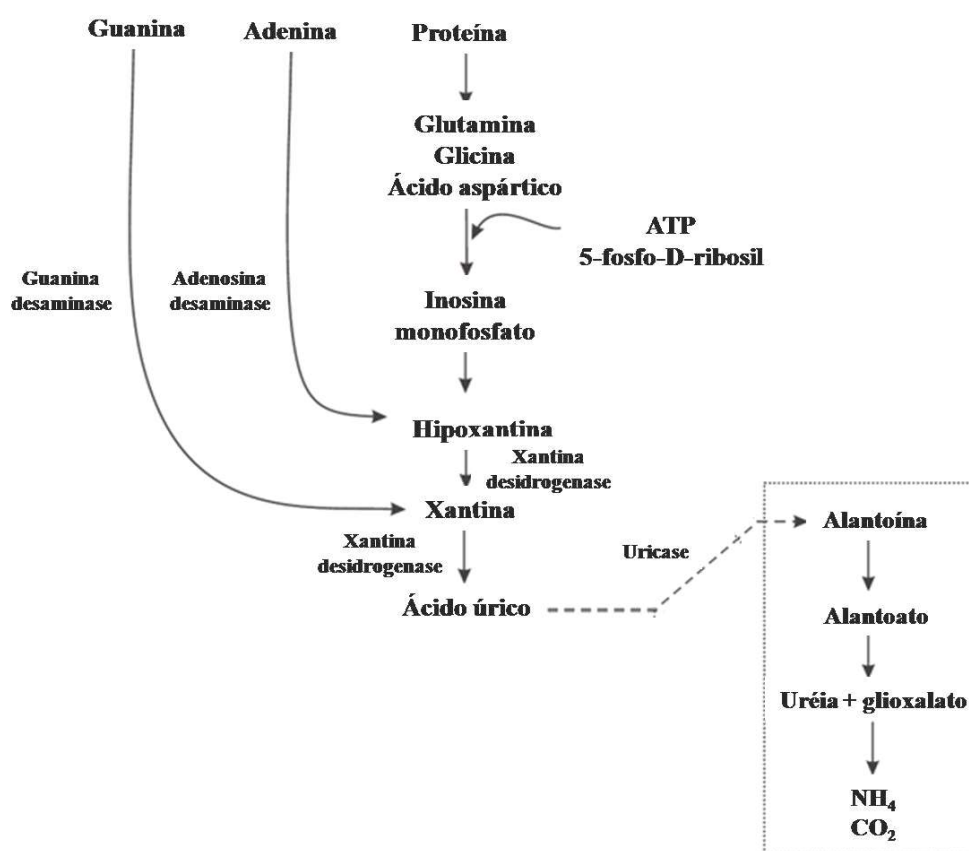 Guanina
Adenina
Proteína
Glutamina
Glicina
Ácido aspártico
ATP
5-fosfo-D-ribosil
Guanina
desaminase
Adenosina
desaminase
Inosina
monofosfato
Hipoxantina
Xantina
desidrogenase
Xantina
Xantina
desidrogenase
Uricase
Ácido úrico
Alantoína
Alantoato
Uréia + glioxalato
NH₄
CO₂